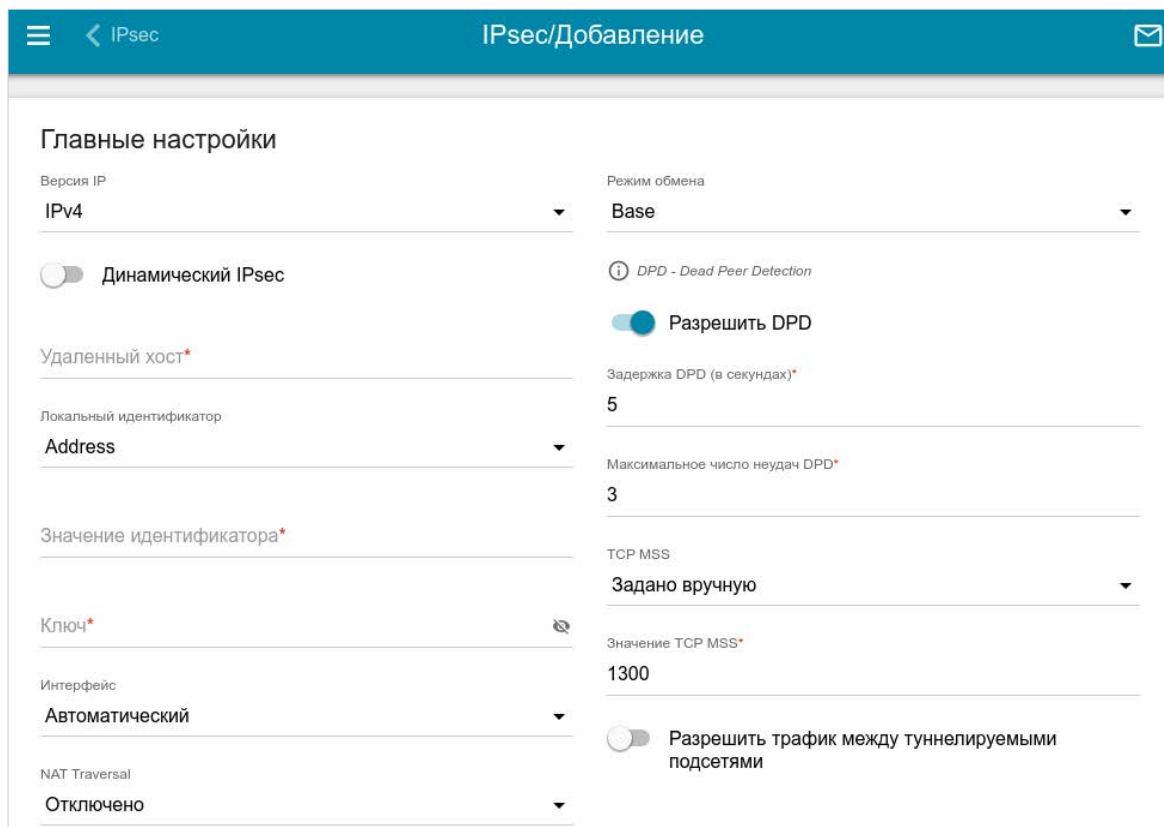 IPsec
IPsec/Добавление
Главные настройки
Версия IP
IPv4
Динамический IPsec
Удаленный хост*
Локальный идентификатор
Address
Значение идентификатора*
Ключ*
Интерфейс
Автоматический
NAT Traversal
Отключено
Режим обмена
Base
DPD - Dead Peer Detection
Разрешить DPD
Задержка DPD (в секундах)*
5
Максимальное число неудач DPD*
3
TCP MSS
Задано вручную
Значение TCP MSS*
1300
Разрешить трафик между туннелируемыми
подсетями